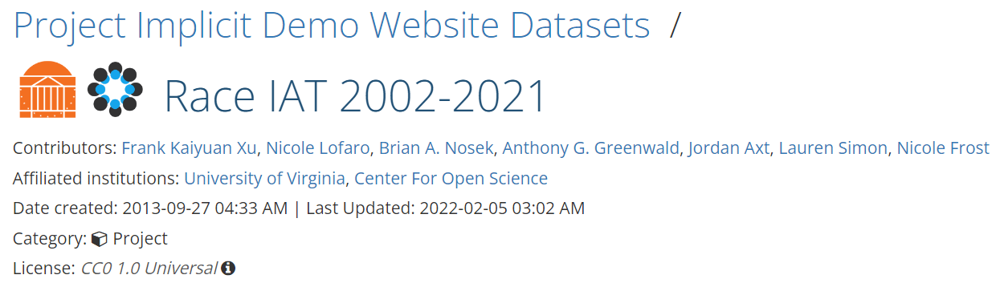 Project Implicit Demo Website Datasets /
Race IAT 2002-2021
Contributors: Frank Kaiyuan Xu, Nicole Lofaro, Brian A. Nosek, Anthony G. Greenwald, Jordan Axt, Lauren Simon, Nicole Frost
Affiliated institutions: University of Virginia, Center For Open Science
Date created: 2013-09-27 04:33 AM | Last Updated: 2022-02-05 03:02 AM
Category: Project
License: CC0 1.0 Universal